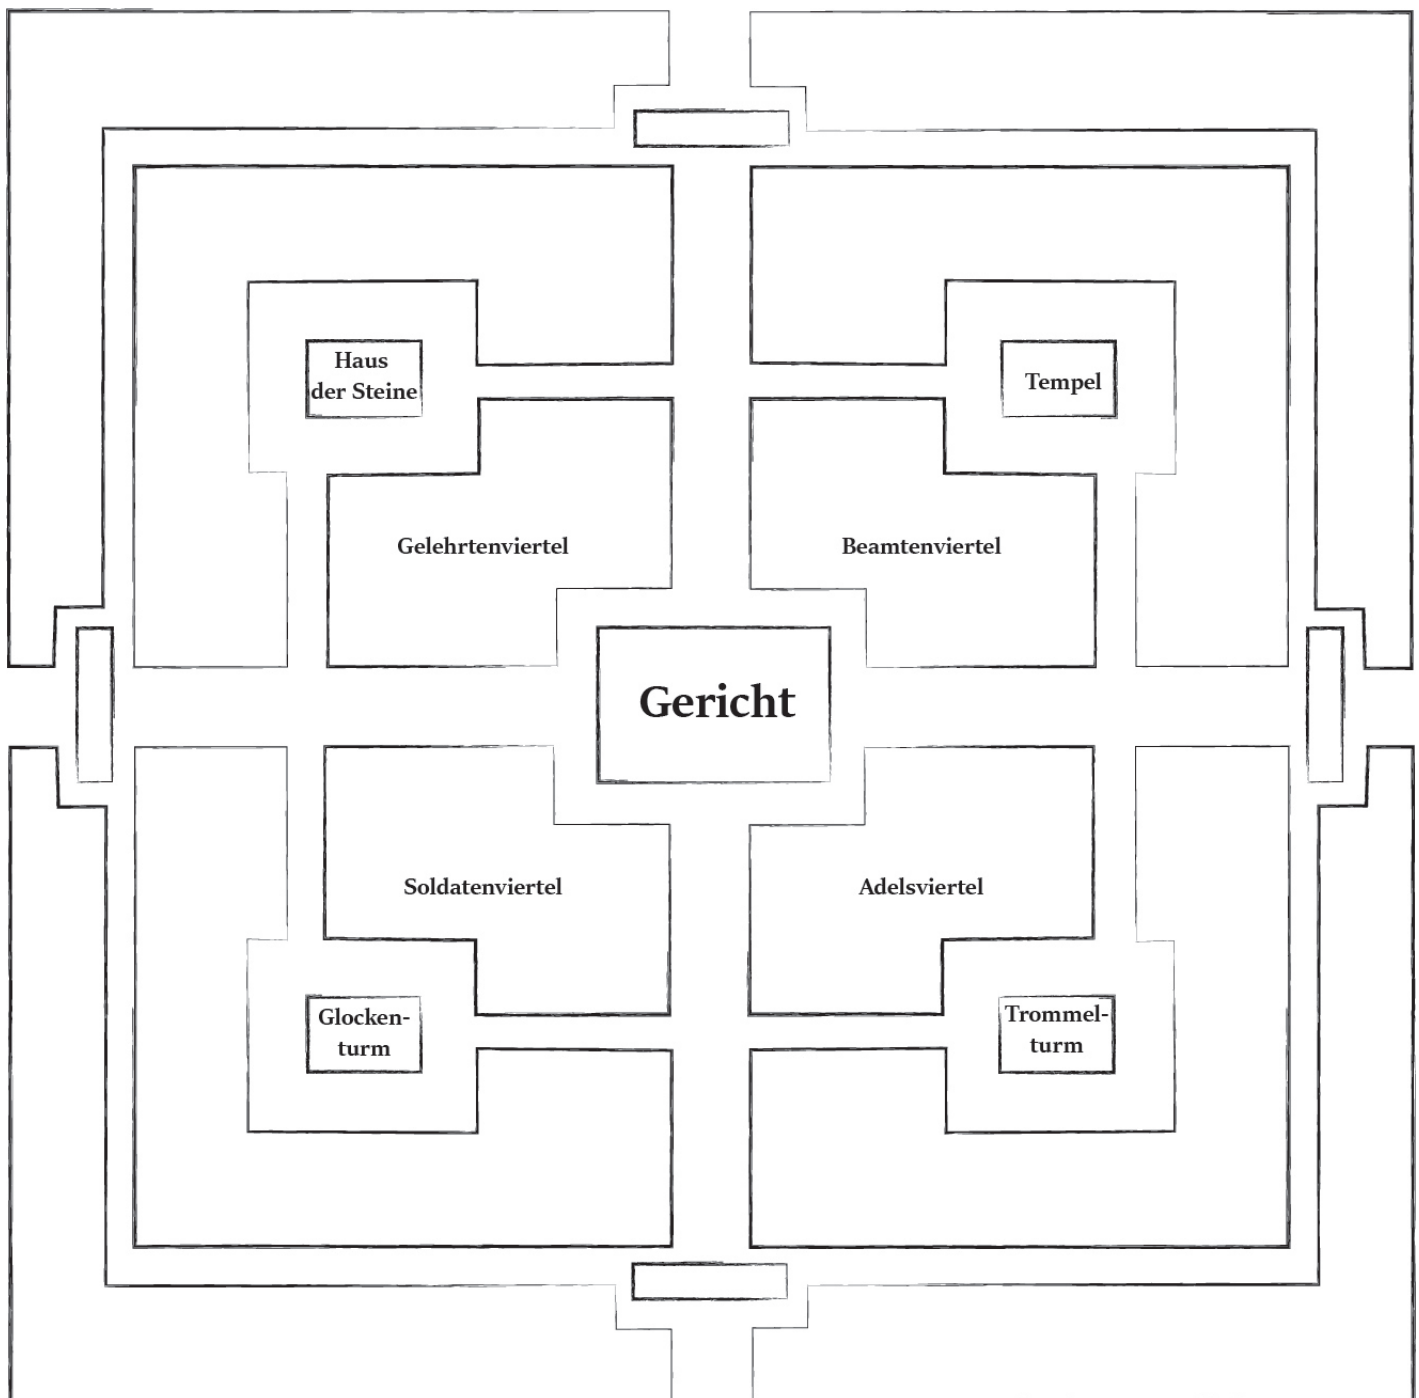 Haus
der Steine
Tempel
Gelehrtenviertel
Beamtenviertel
Gericht
Soldatenviertel
Adelsviertel
Glocken-
turm
Trommel-
turm